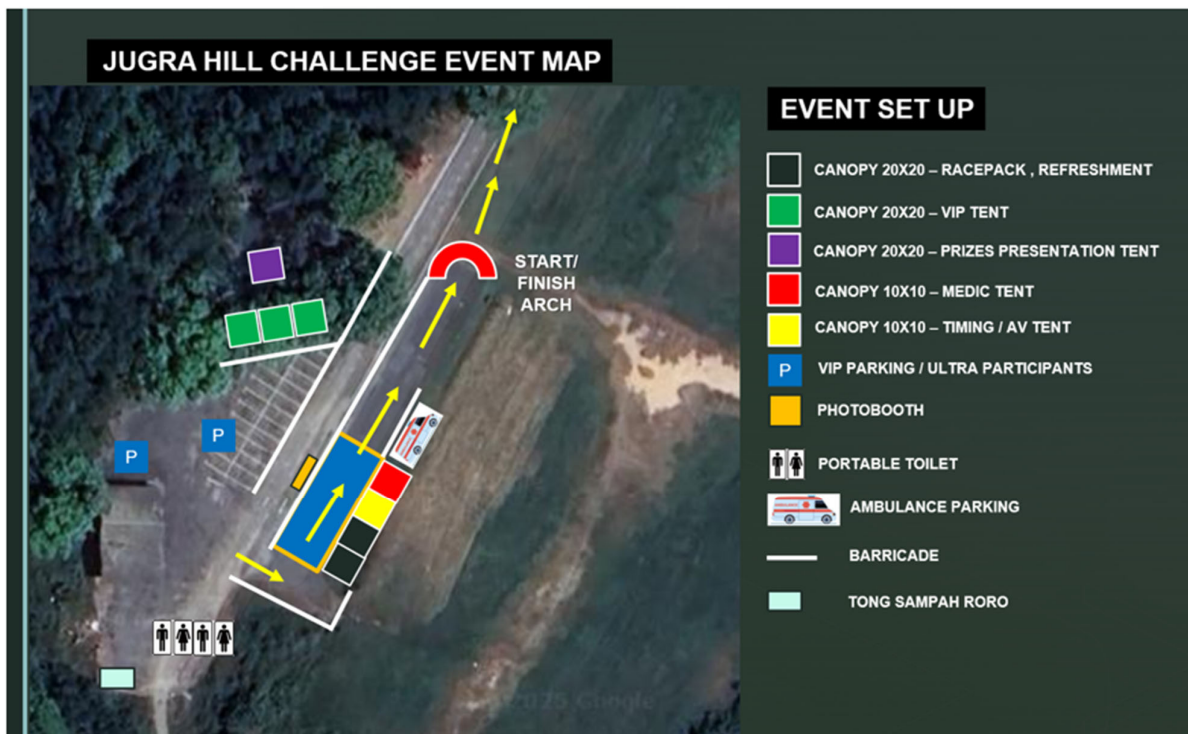 JUGRA HILL CHALLENGE EVENT MAP
START/
FINISH
ARCH
P
P
EVENT SET UP
CANOPY 20X20 – RACEPACK , REFRESHMENT
CANOPY 20X20 – VIP TENT
CANOPY 20X20 – PRIZES PRESENTATION TENT
CANOPY 10X10 – MEDIC TENT
CANOPY 10X10 – TIMING / AV TENT
P VIP PARKING / ULTRA PARTICIPANTS
PHOTOBOOTH
PORTABLE TOILET
AMBULANCE PARKING
BARRICADE
TONG SAMPAH RORO